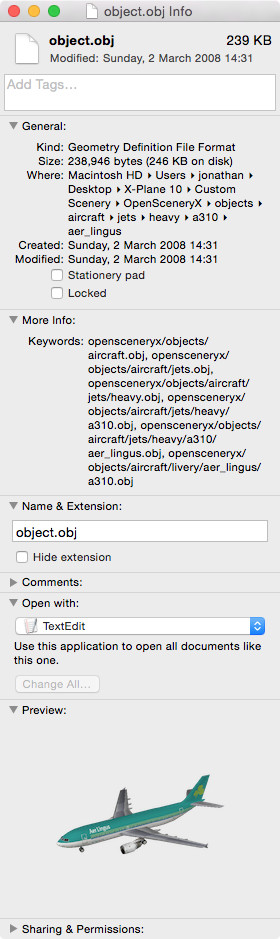 object.obj Info
object.obj 239 KB
Modified: Sunday, 2 March 2008 14:31
Add Tags...
General:
Kind: Geometry Definition File Format
Size: 238,946 bytes (246 KB on disk)
Where: Macintosh HD ▸ Users ▸ jonathan ▸
Desktop ▸ X-Plane 10 ▸ Custom
Scenery ▸ OpenSceneryX ▸ objects ▸
aircraft ▸ jets ▸ heavy ▸ a310 ▸
aer_lingus
Created: Sunday, 2 March 2008 14:31
Modified: Sunday, 2 March 2008 14:31
Stationery pad
Locked
More Info:
Keywords: opensceneryx/objects/
aircraft.obj, opensceneryx/
objects/aircraft/jets.obj,
opensceneryx/objects/aircraft/
jets/heavy.obj, opensceneryx/
objects/aircraft/jets/heavy/
a310.obj, opensceneryx/objects/
aircraft/jets/heavy/a310/
aer_lingus.obj, opensceneryx/
objects/aircraft/livery/aer_lingus/
a310.obj
Name & Extension:
object.obj
Hide extension
Comments:
Open with:
TextEdit
Use this application to open all documents like
this one.
Change All...
Preview:
Aer Lingus
Sharing & Permissions: